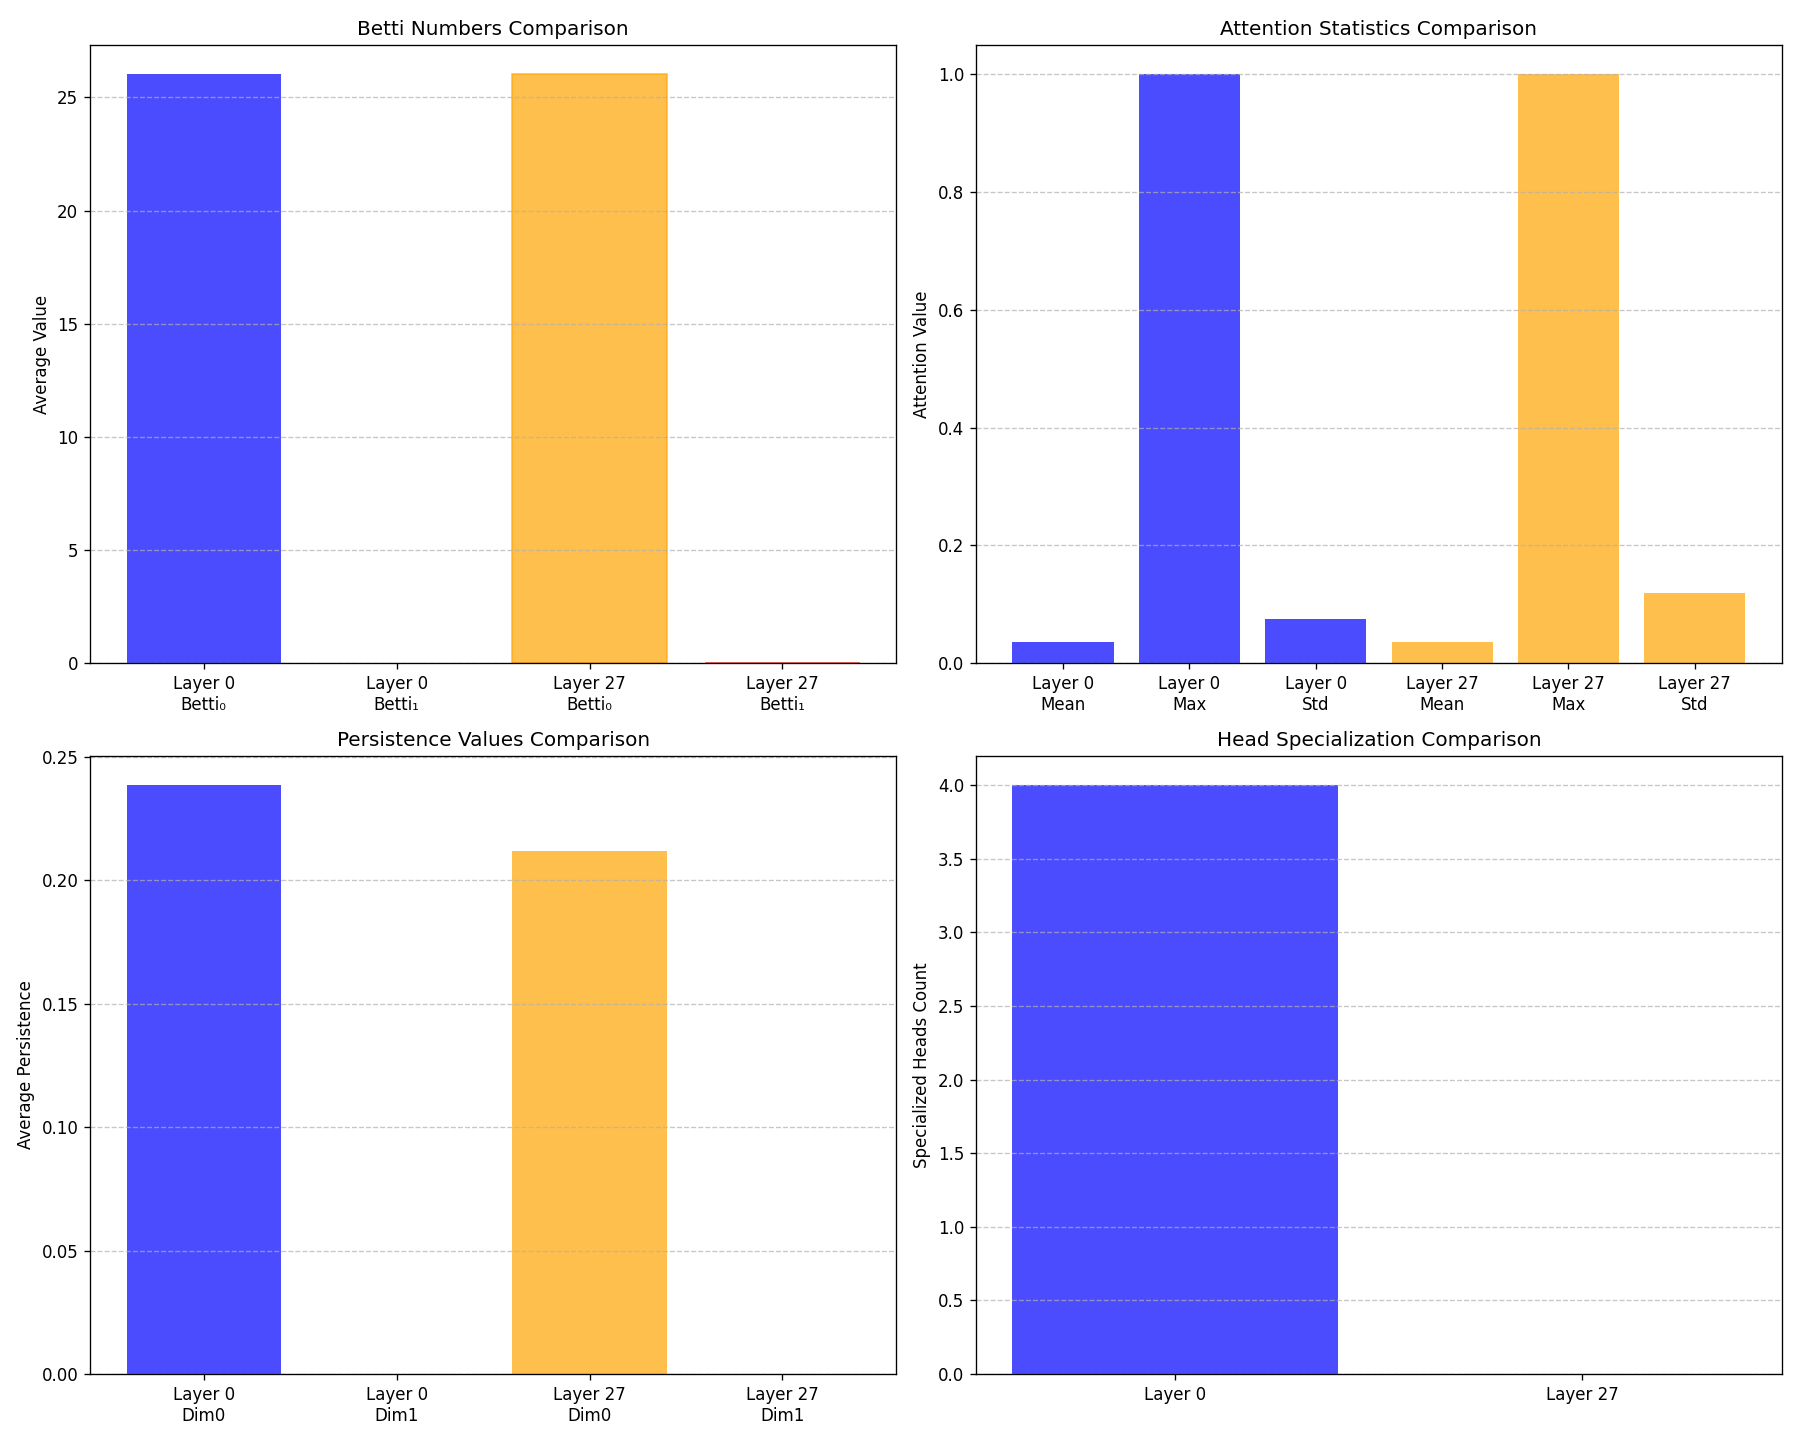 Betti Numbers Comparison
Average Value
25
20
15
10
5
0
Layer 0 Layer 0 Layer 27 Layer 27
Betti₀ Betti₁ Betti₀ Betti₁
Attention Statistics Comparison
Attention Value
1.0
0.8
0.6
0.4
0.2
0.0
Layer 0 Layer 0 Layer 0 Layer 27 Layer 27 Layer 27
Mean Max Std Mean Max Std
Persistence Values Comparison
Average Persistence
0.25
0.20
0.15
0.10
0.05
0.00
Layer 0 Layer 0 Layer 27 Layer 27
Dim0 Dim1 Dim0 Dim1
Head Specialization Comparison
Specialized Heads Count
4.0
3.5
3.0
2.5
2.0
1.5
1.0
0.5
0.0
Layer 0 Layer 27